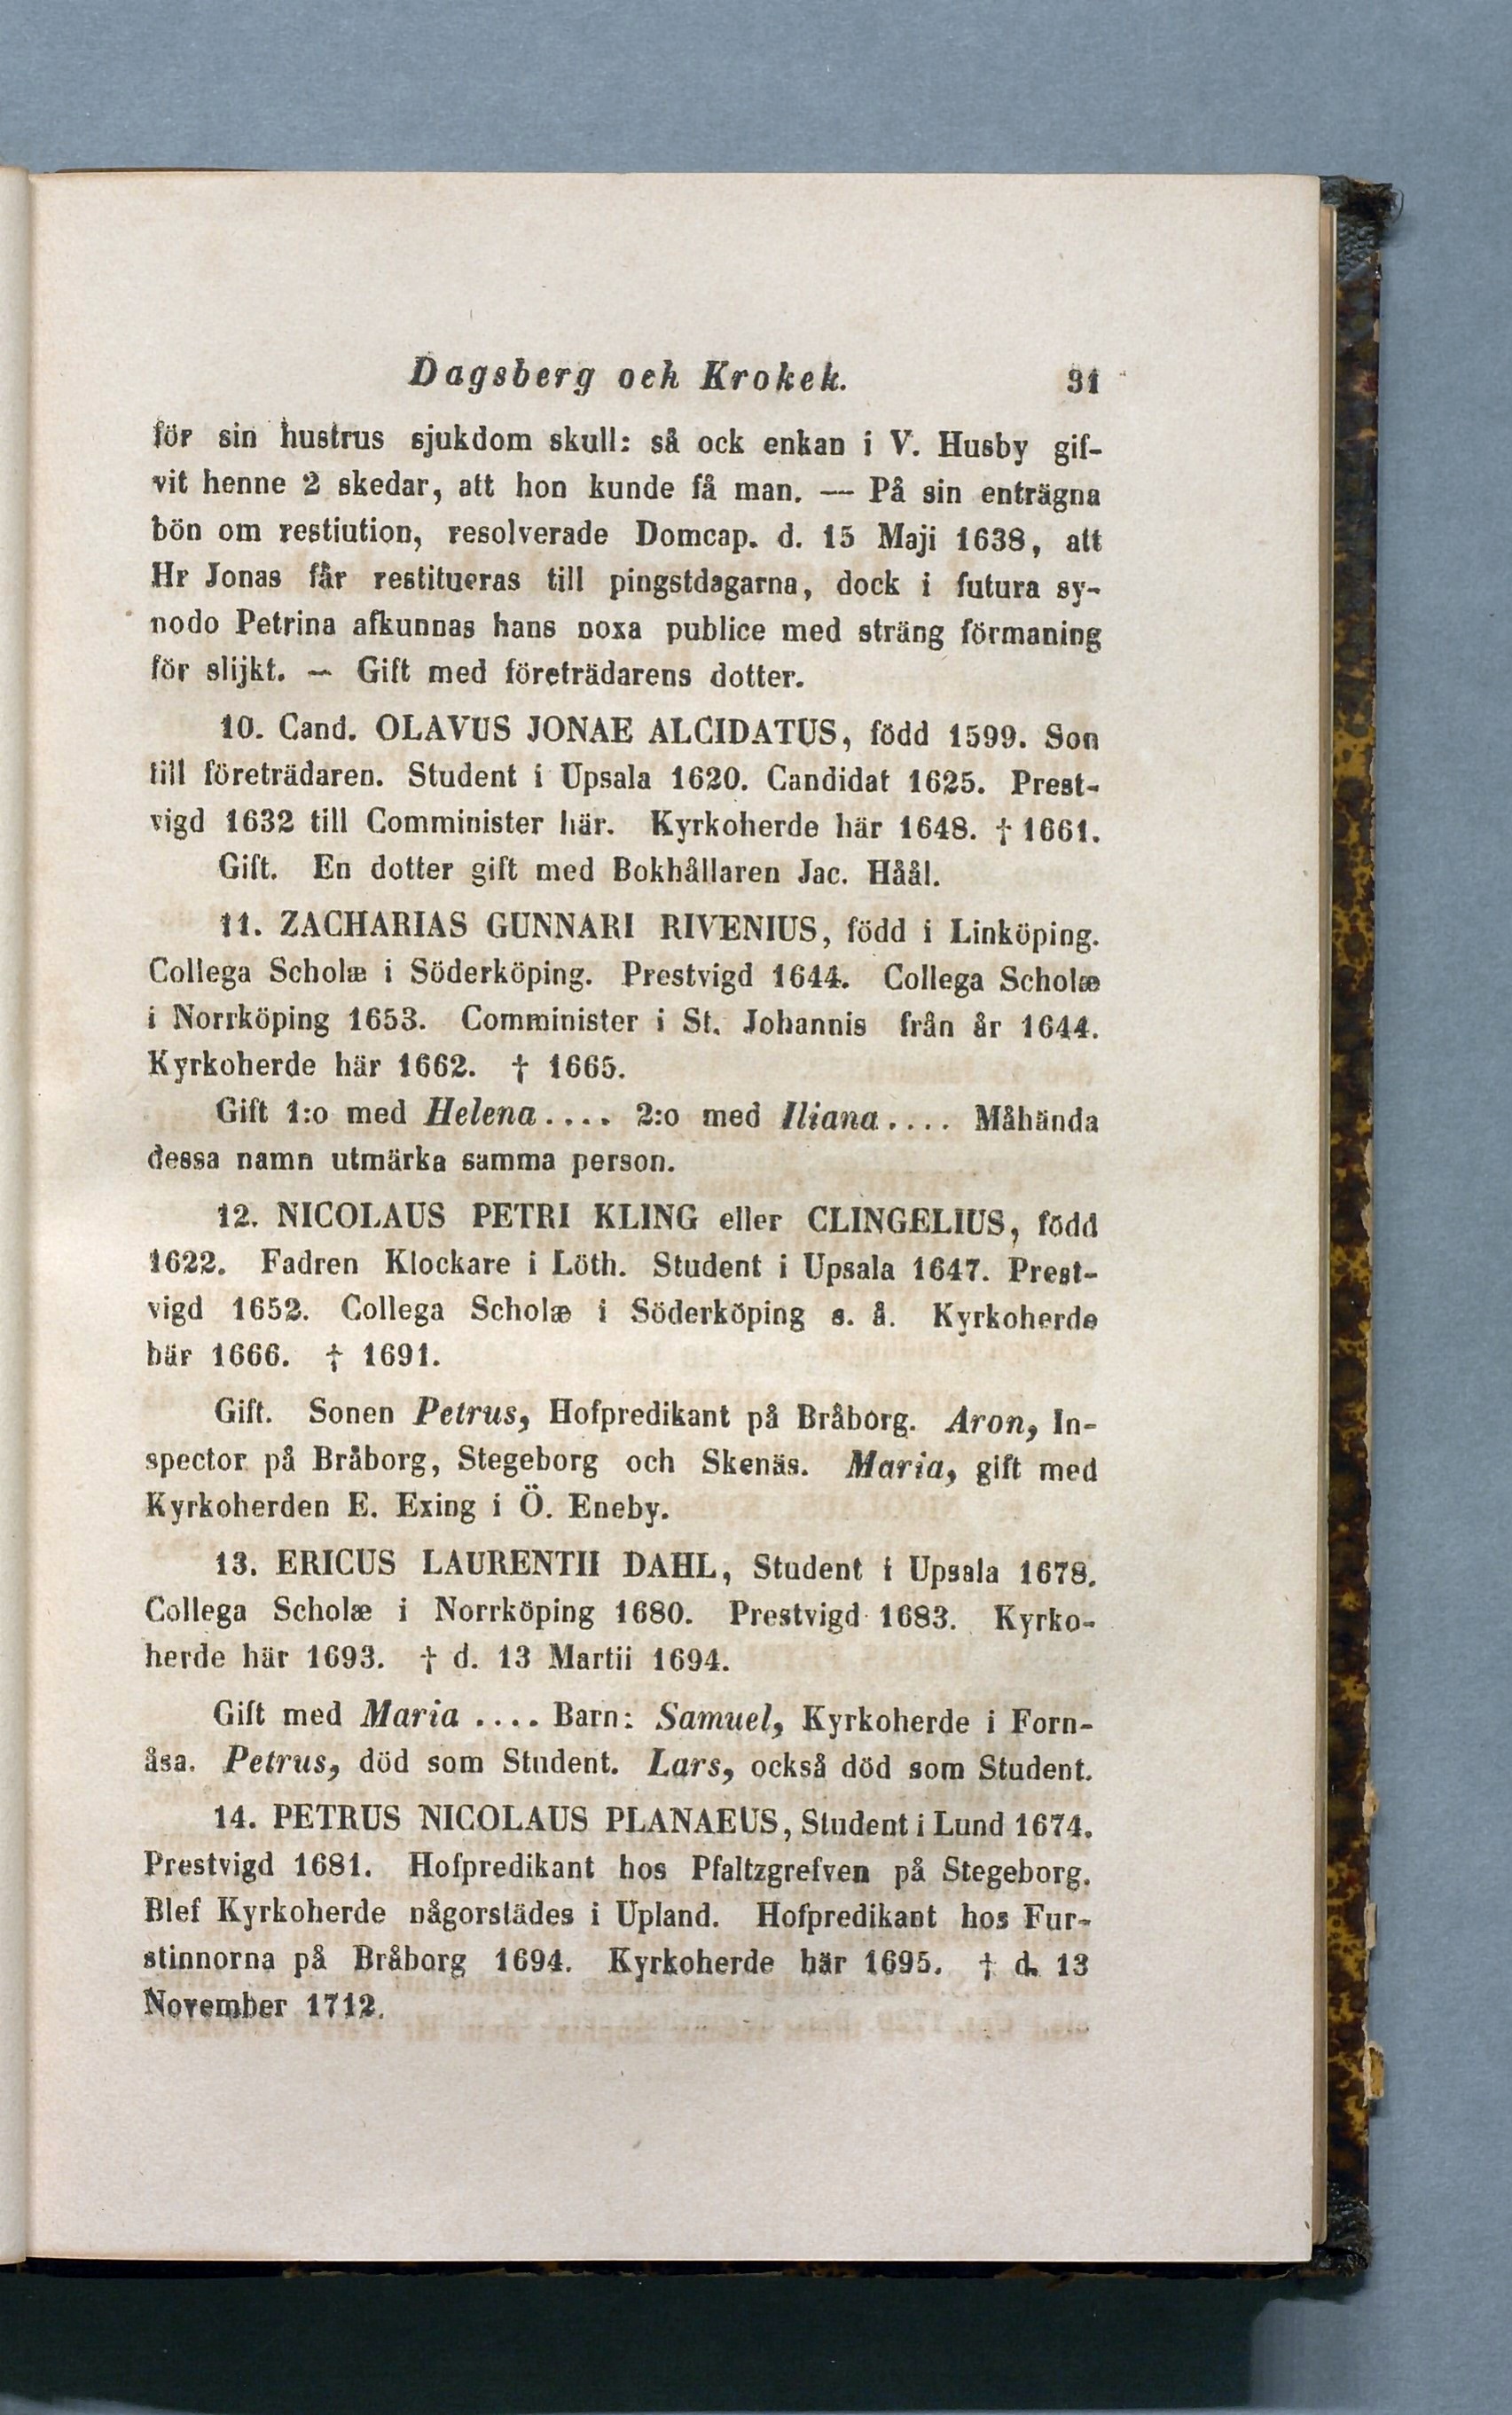 Dagsberg och Krokek. 31
för sin hustrus sjukdom skull: så ock enkan i V. Husby gif-
vit henne 2 skedar, att hon kunde få man. — På sin enträgna
bön om restiution, resolverade Domcap. d. 15 Maji 1638, att
Hr Jonas får restitueras till pingstdagarna, dock i futura sy-
nodo Petrina afkunnas hans noxa publice med sträng förmaning
för slijkt. — Gift med företrädarens dotter.
10. Cand. OLAVUS JONAE ALCIDATUS, född 1599. Son
till företrädaren. Student i Upsala 1620. Candidat 1625. Prest-
vigd 1632 till Comminister här. Kyrkoherde här 1648. † 1661.
Gift. En dotter gift med Bokhållaren Jac. Håål.
11. ZACHARIAS GUNNARI RIVENIUS, född i Linköping.
Collega Scholæ i Söderköping. Prestvigd 1644. Collega Scholæ
i Norrköping 1653. Comminister i St. Johannis från år 1644.
Kyrkoherde här 1662. † 1665.
Gift 1:o med Helena.... 2:o med Iliana.... Måhända
dessa namn utmärka samma person.
12. NICOLAUS PETRI KLING eller CLINGELIUS, född
1622. Fadren Klockare i Löth. Student i Upsala 1647. Prest-
vigd 1652. Collega Scholæ i Söderköping s. å. Kyrkoherde
här 1666. † 1691.
Gift. Sonen Petrus, Hofpredikant på Bråborg. Aron, In-
spector på Bråborg, Stegeborg och Skenäs. Maria, gift med
Kyrkoherden E. Exing i Ö. Eneby.
13. ERICUS LAURENTII DAHL, Student i Upsala 1678.
Collega Scholæ i Norrköping 1680. Prestvigd 1683. Kyrko-
herde här 1693. † d. 13 Martii 1694.
Gift med Maria .... Barn: Samuel, Kyrkoherde i Forn-
åsa. Petrus, död som Student. Lars, också död som Student.
14. PETRUS NICOLAUS PLANAEUS, Student i Lund 1674.
Prestvigd 1681. Hofpredikant hos Pfaltzgrefven på Stegeborg.
Blef Kyrkoherde någorstädes i Upland. Hofpredikant hos Fur-
stinnorna på Bråborg 1694. Kyrkoherde här 1695. † d. 13
November 1712.